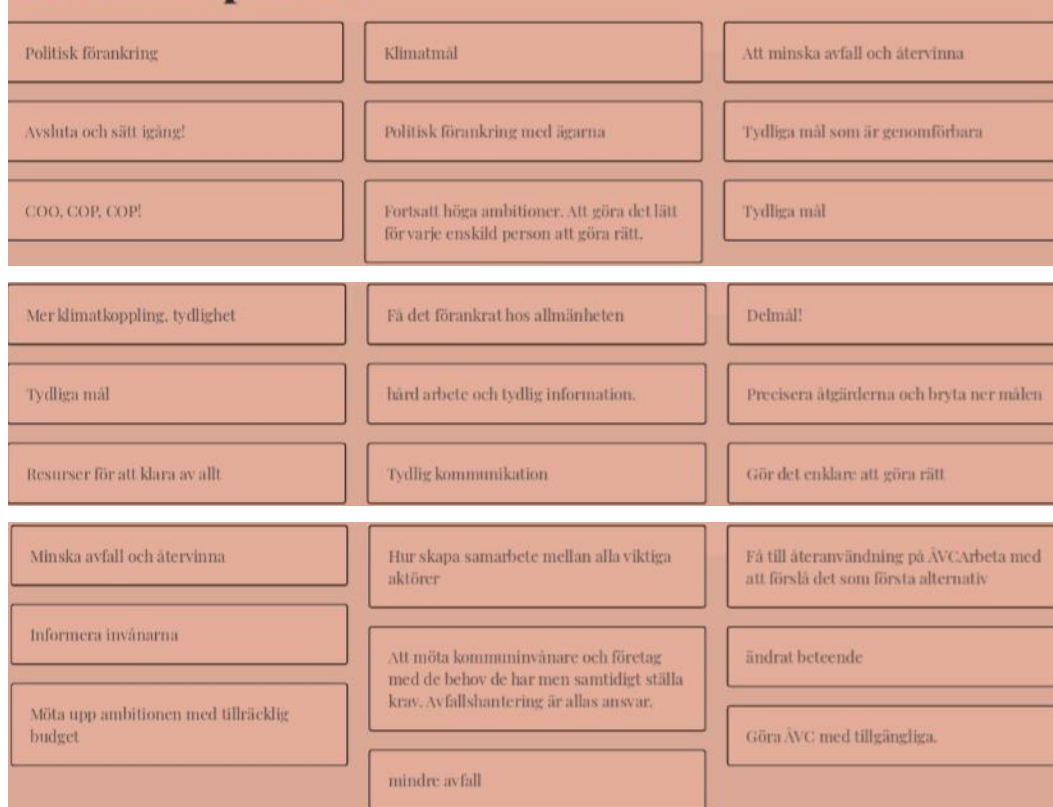 Politisk förankring
Klimatmål
Att minska avfall och återvinna
Avsluta och sätt igång!
Politisk förankring med ägarna
Tydliga mål som är genomförbara
COO, COP, COP!
Fortsatt höga ambitioner. Att göra det lätt
för varje enskild person att göra rätt.
Tydliga mål
Mer klimatkoppling, tydlighet
Få det förankrat hos allmänheten
Delmål!
Tydliga mål
hård arbete och tydlig information.
Precisera åtgärderna och bryta ner målen
Resurser för att klara av allt
Tydlig kommunikation
Gör det enklare att göra rätt
Minska avfall och återvinna
Hur skapa samarbete mellan alla viktiga
aktörer
Få till återanvändning på ÅVCArbeta med
att förslå det som första alternativ
Informera invånarna
Att möta kommuninvånare och företag
med de behov de har men samtidigt ställa
krav. Avfallshantering är allas ansvar.
ändrat beteende
Möta upp ambitionen med tillräcklig
budget
Göra ÅVC med tillgängliga.
mindre avfall